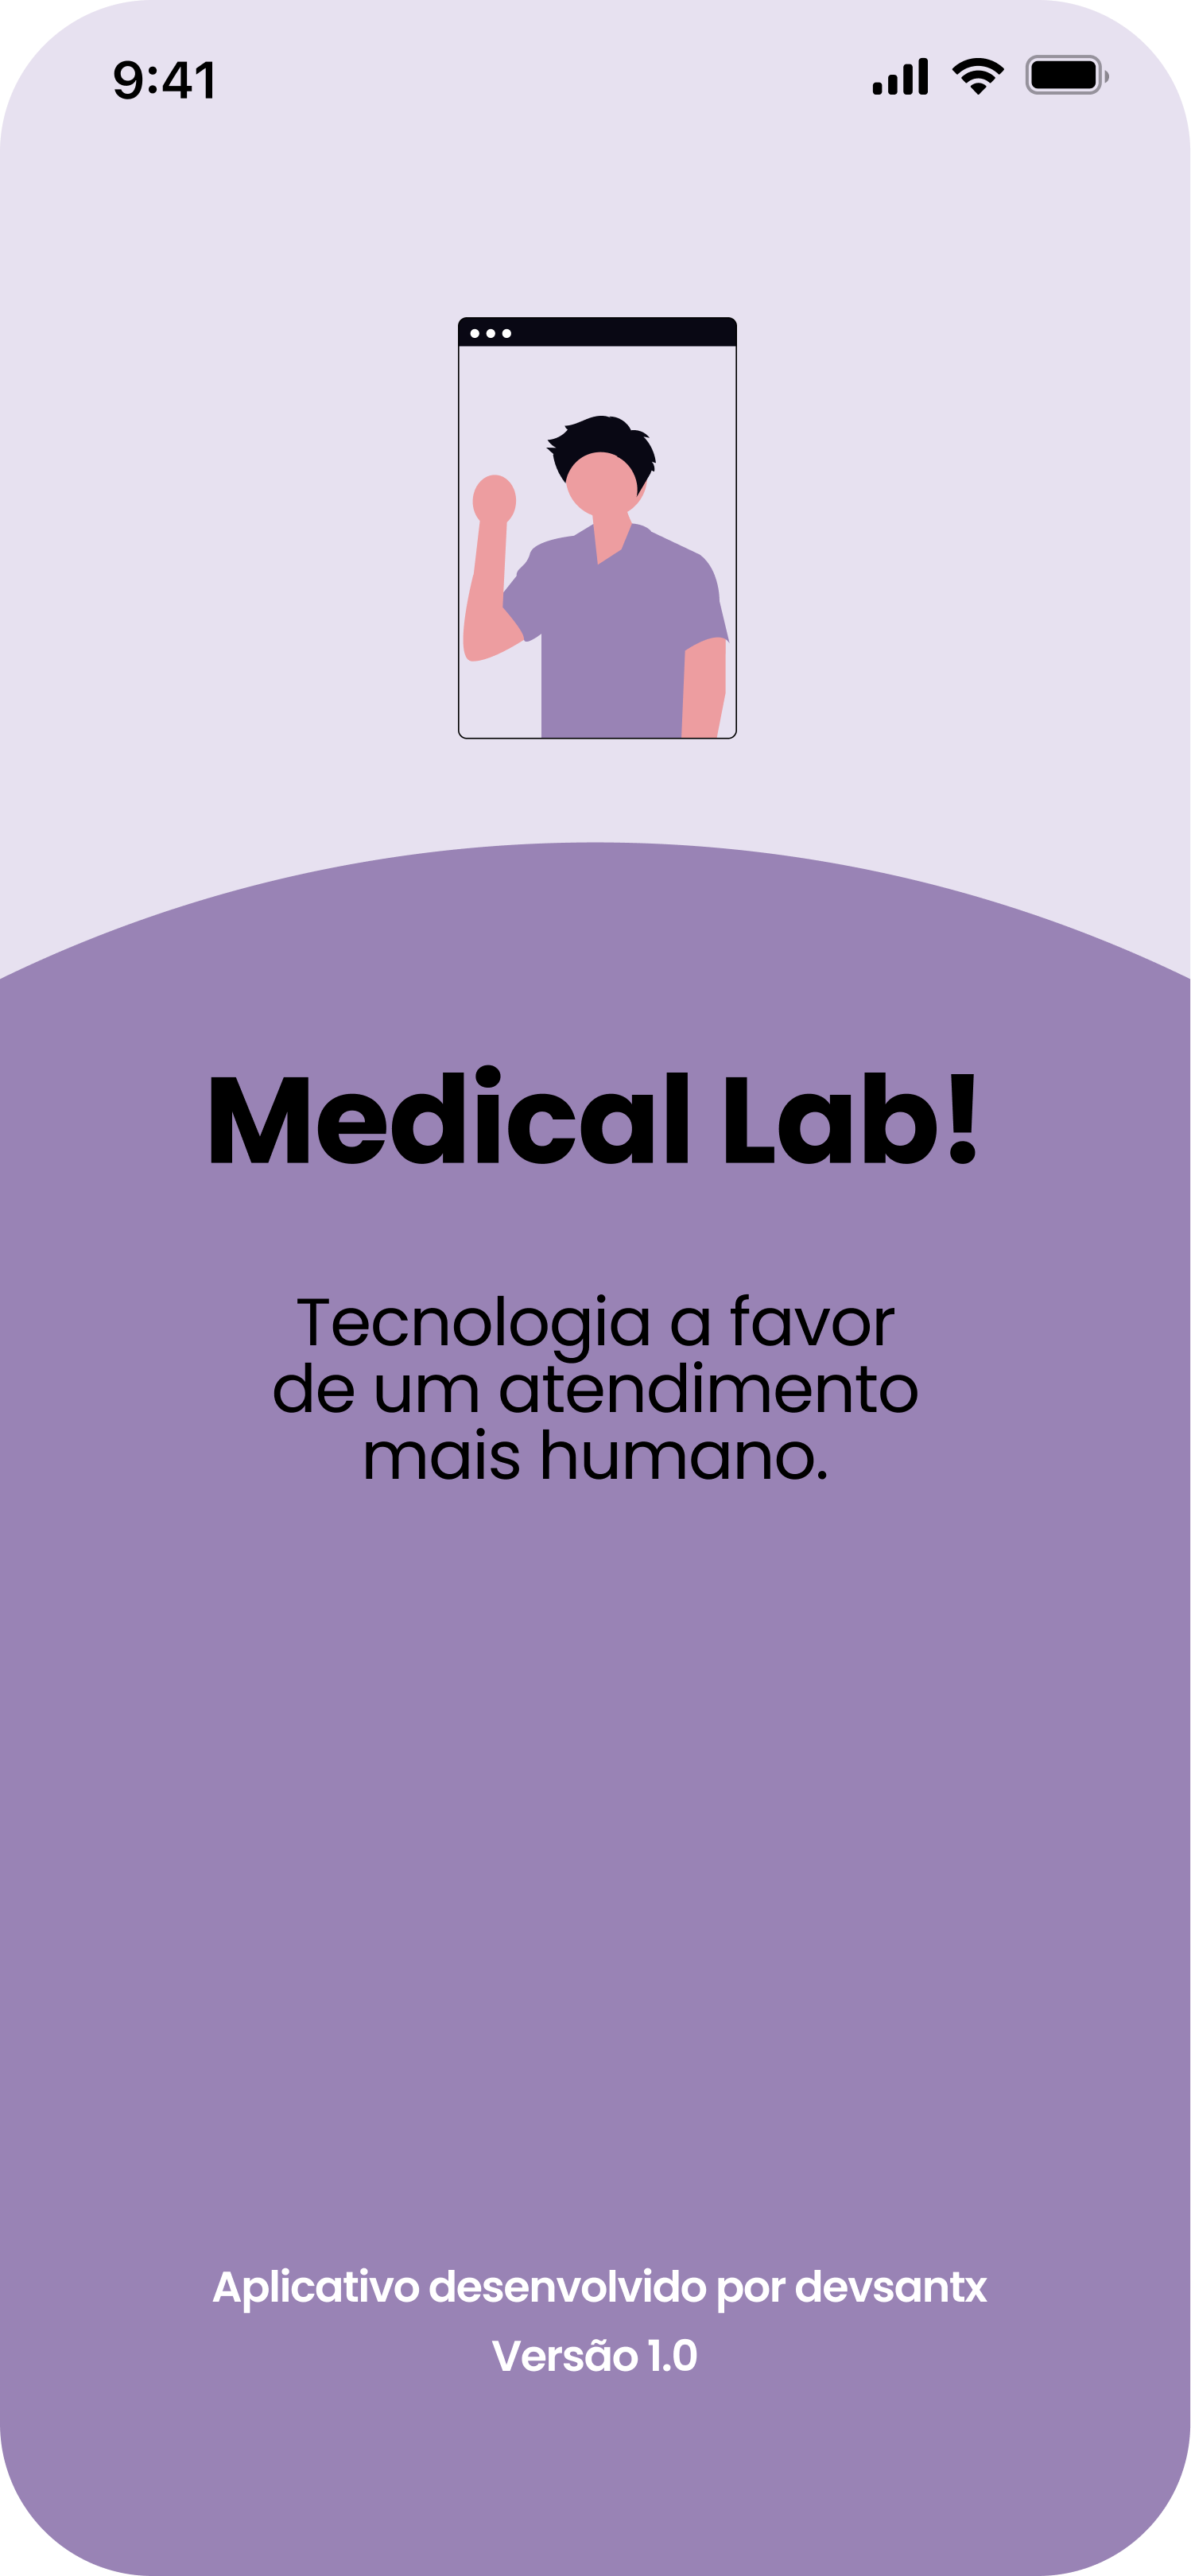 9:41
Medical Lab!
Tecnologia a favor
de um atendimento
mais humano.
Aplicativo desenvolvido por devsantx
Versão 1.0